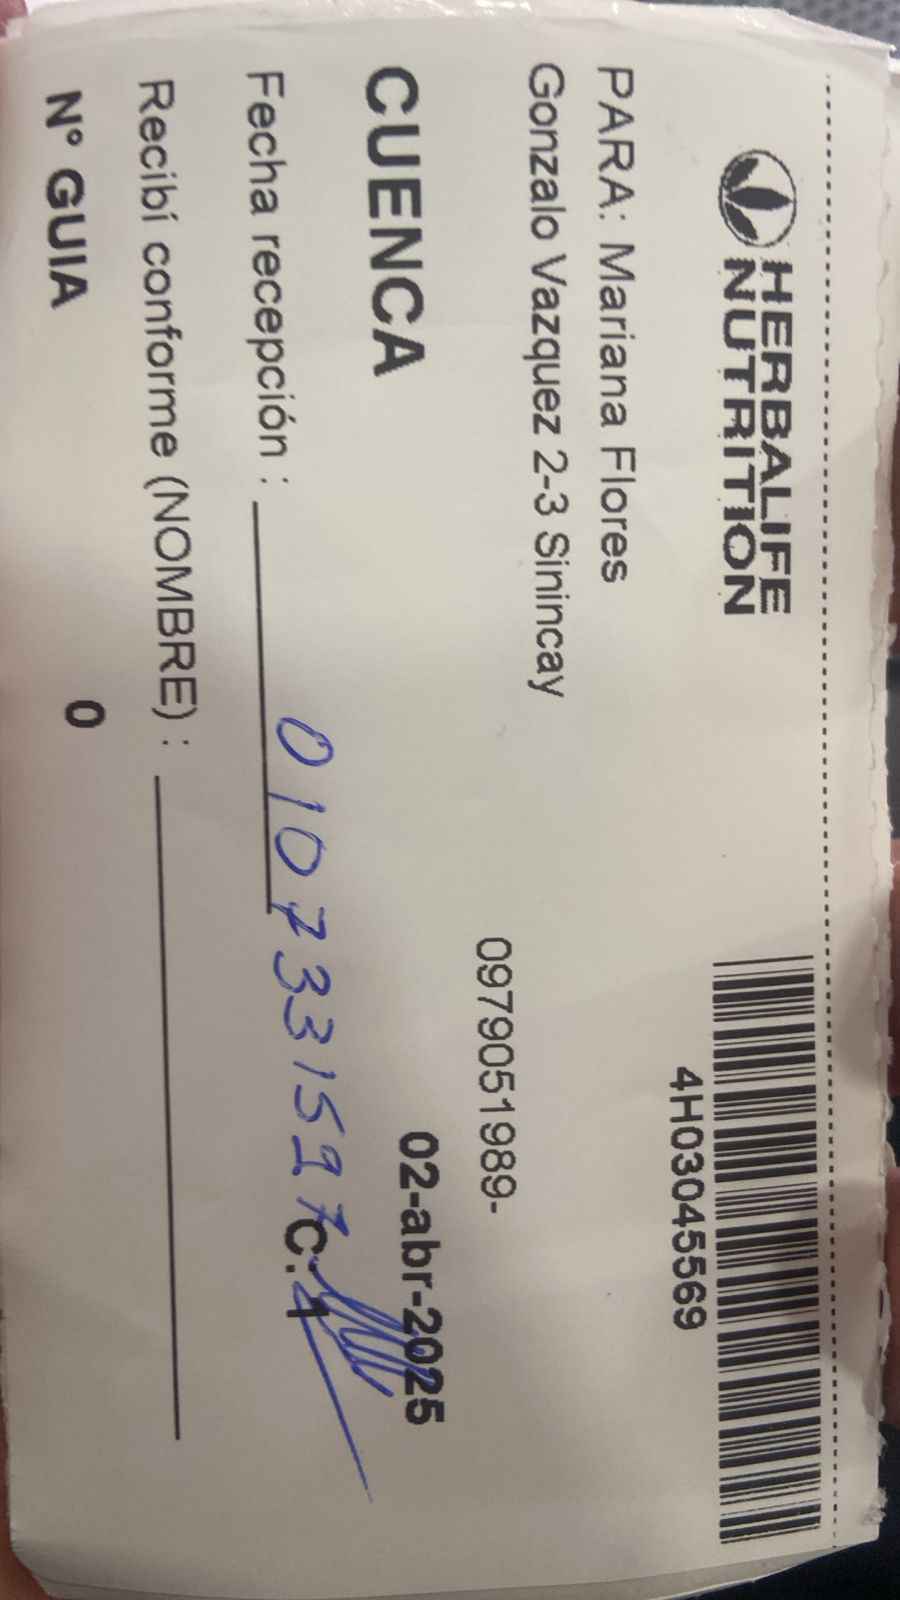 HERBALIFE
NUTRITION
4H03045569
PARA: Mariana Flores
Gonzalo Vazquez 2-3 Sinincay
0979051989-
CUENCA
02-abr-2025
Fecha recepción :
0107331597
C. 1
Recibí conforme (NOMBRE) :
N° GUIA 0